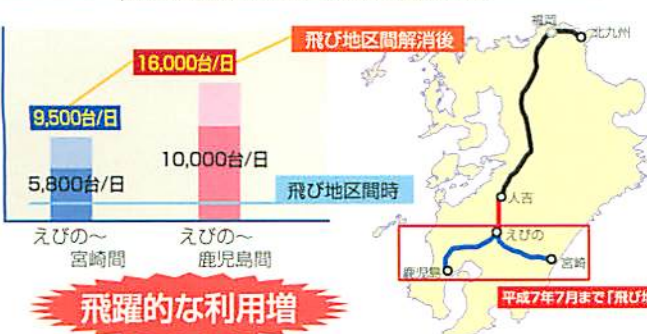 飛び地区間解消後
16,000台/日
9,500台/日
10,000台/日
5,800台/日
飛び地区間時
えびの～
宮崎間
えびの～
鹿児島間
飛躍的な利用増
福岡
北九州
人吉
えびの
宮崎
鹿児島
平成7年7月まで「飛び地